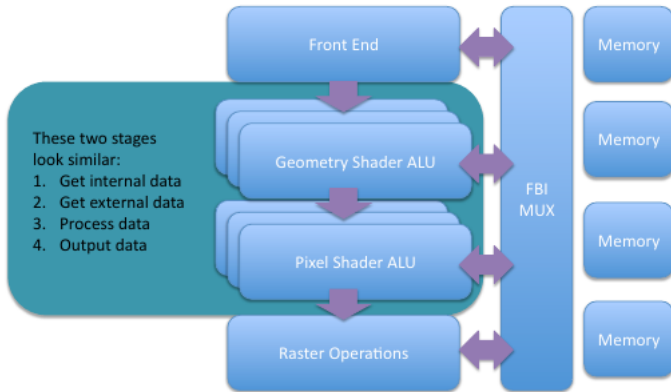 Front End
Memory
These two stages
look similar:
1. Get internal data
2. Get external data
3. Process data
4. Output data
Geometry Shader ALU
Memory
FBI
MUX
Pixel Shader ALU
Memory
Raster Operations
Memory